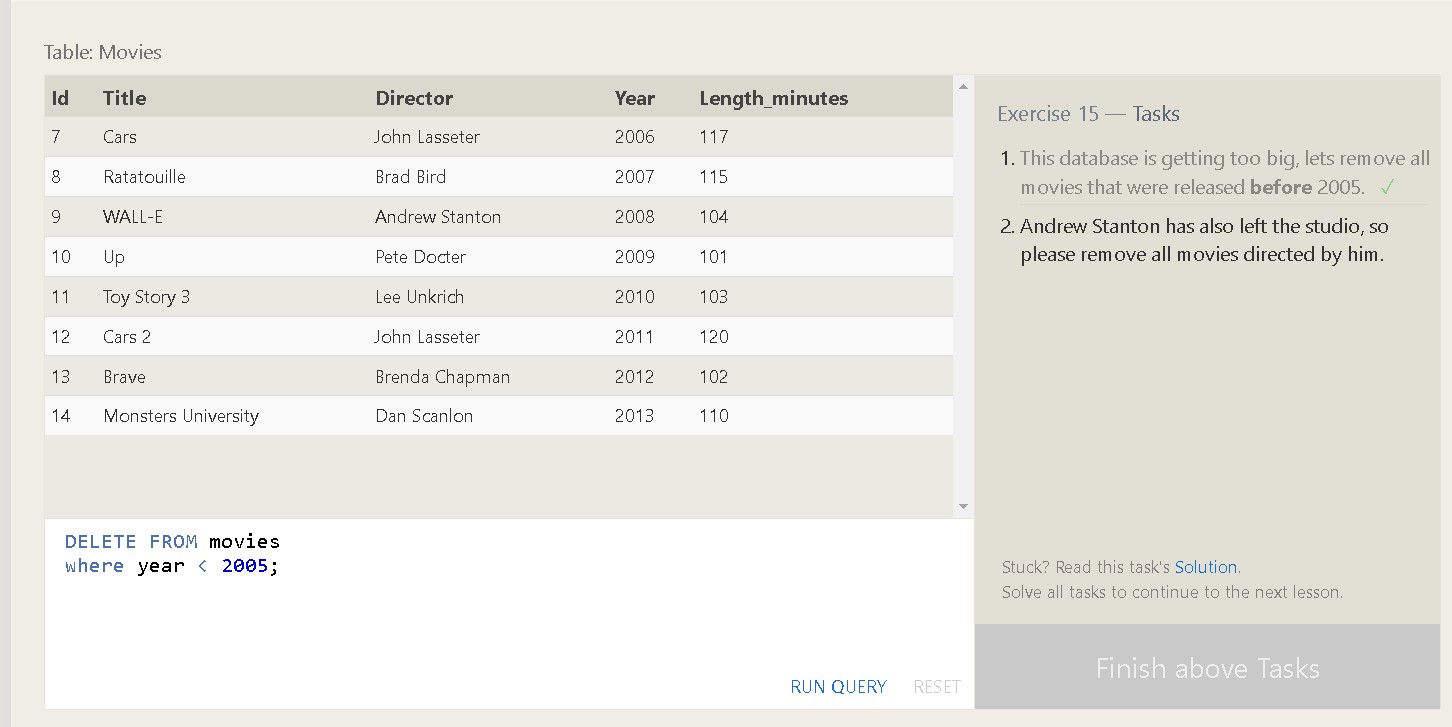 Table: Movies
Id Title Director Year Length_minutes
7 Cars John Lasseter 2006 117
8 Ratatouille Brad Bird 2007 115
9 WALL-E Andrew Stanton 2008 104
10 Up Pete Docter 2009 101
11 Toy Story 3 Lee Unkrich 2010 103
12 Cars 2 John Lasseter 2011 120
13 Brave Brenda Chapman 2012 102
14 Monsters University Dan Scanlon 2013 110
DELETE FROM movies
where year < 2005;
RUN QUERY RESET
Exercise 15 — Tasks
1. This database is getting too big, lets remove all
movies that were released before 2005. ✓
2. Andrew Stanton has also left the studio, so
please remove all movies directed by him.
Stuck? Read this task's Solution.
Solve all tasks to continue to the next lesson.
Finish above Tasks